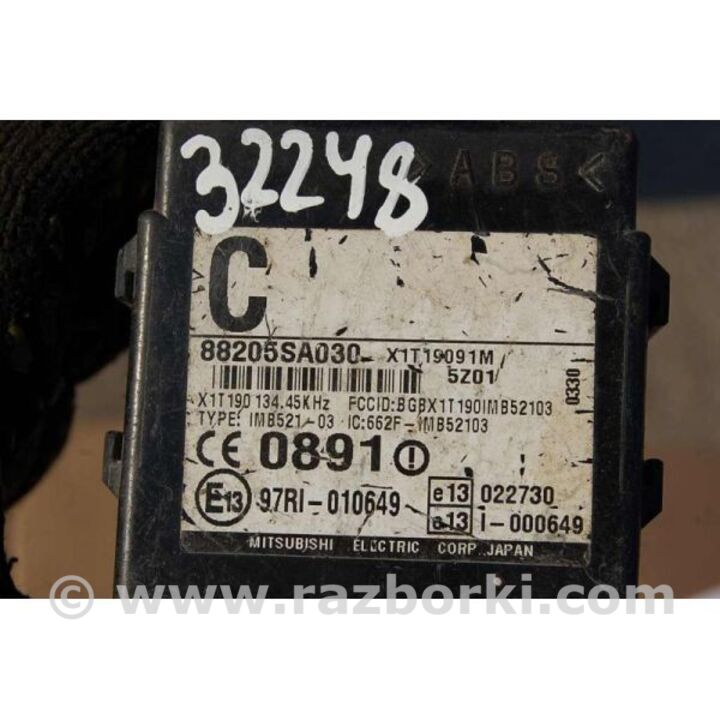 32248
>ABS<
C
88205SA030 X1T19091M
5Z01
0330
X1T190 134.45KHz FCCID:BGBX1T190IMB52103
TYPE: IMB521-03 IC:662F-IMB52103
CE 0891
E13 97RI-010649
e13 022730
e13 I-000649
MITSUBISHI ELECTRIC CORP. JAPAN
© www.razborki.com